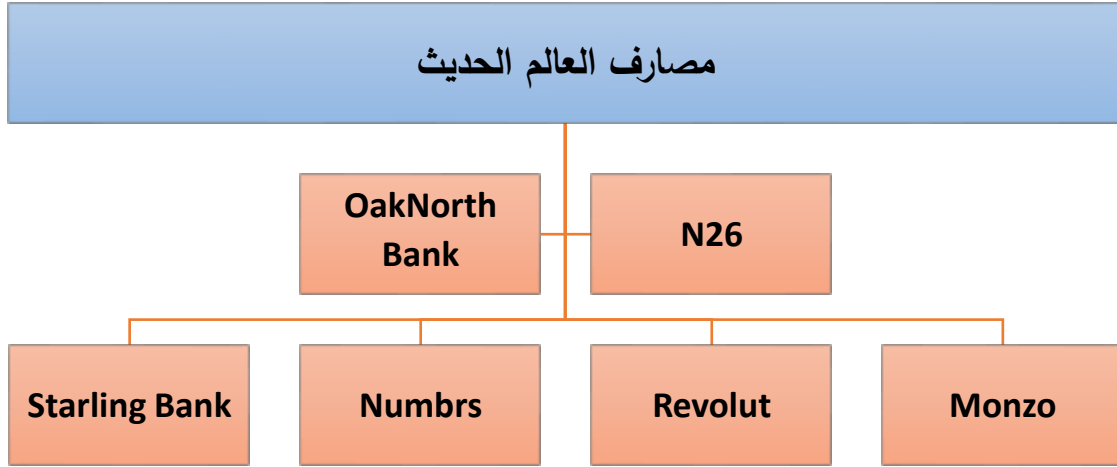 مصارف العالم الحديث
OakNorth
Bank
N26
Starling Bank
Numbrs
Revolut
Monzo